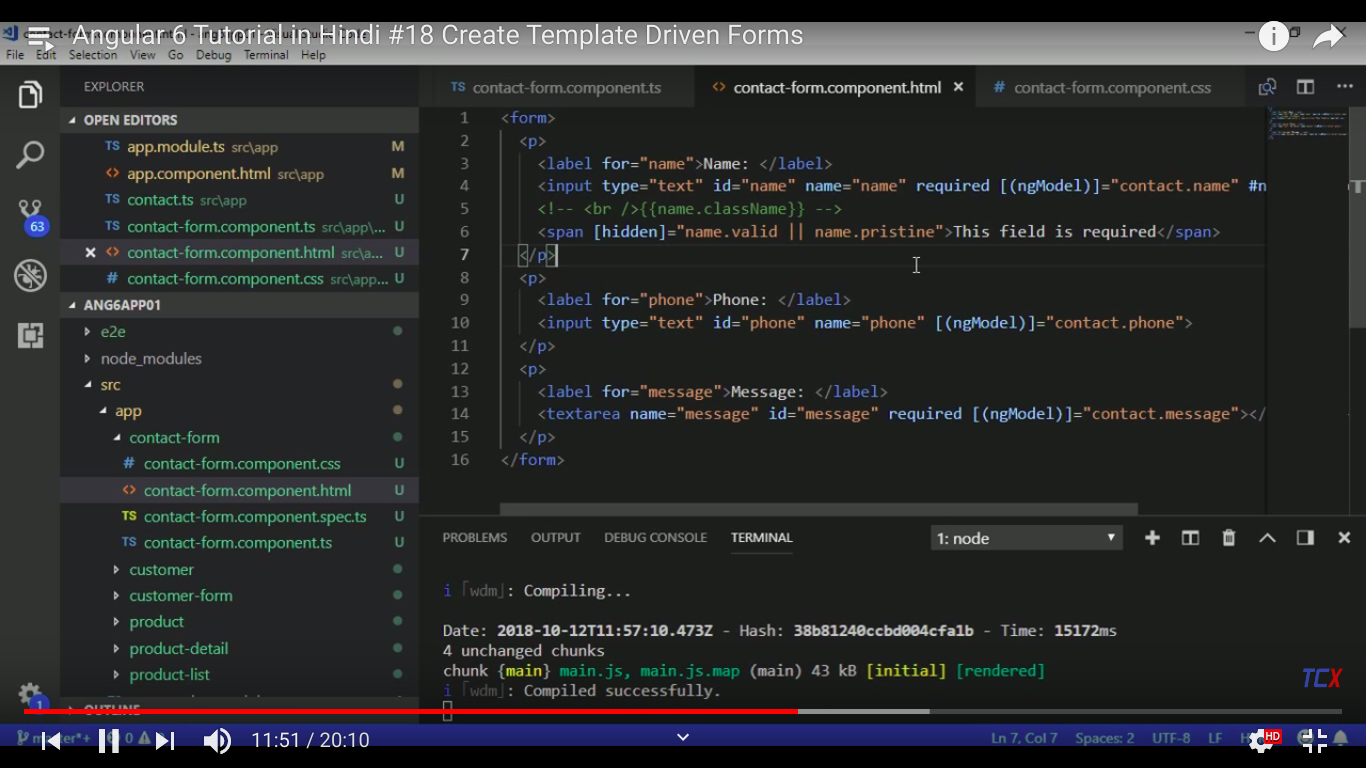 Angular 6 Tutorial in Hindi #18 Create Template Driven Forms
File Edit Selection View Go Debug Terminal Help
EXPLORER
OPEN EDITORS
TS app.module.ts src\app M
<> app.component.html src\app M
TS contact.ts src\app U
TS contact-form.component.ts src\app\... U
<> contact-form.component.html src\a... U
# contact-form.component.css src\app... U
63
ANG6APP01
e2e
node_modules
src
app
contact-form
# contact-form.component.css U
<> contact-form.component.html U
TS contact-form.component.spec.ts U
TS contact-form.component.ts U
customer
customer-form
product
product-detail
product-list
OUTLINE
1
TS contact-form.component.ts <> contact-form.component.html × # contact-form.component.css
1 <form>
2 <p>
3 <label for="name">Name: </label>
4 <input type="text" id="name" name="name" required [(ngModel)]="contact.name" #n
5 <!-- <br />{{name.className}} -->
6 <span [hidden]="name.valid || name.pristine">This field is required</span>
7 </p>
8 <p>
9 <label for="phone">Phone: </label>
10 <input type="text" id="phone" name="phone" [(ngModel)]="contact.phone">
11 </p>
12 <p>
13 <label for="message">Message: </label>
14 <textarea name="message" id="message" required [(ngModel)]="contact.message"></
15 </p>
16 </form>
PROBLEMS OUTPUT DEBUG CONSOLE TERMINAL 1: node
i ｢wdm｣: Compiling...
Date: 2018-10-12T11:57:10.473Z - Hash: 38b81240ccbd004cfa1b - Time: 15172ms
4 unchanged chunks
chunk {main} main.js, main.js.map (main) 43 kB [initial] [rendered]
i ｢wdm｣: Compiled successfully.
TCX
11:51 / 20:10
Ln 7, Col 7 Spaces: 2 UTF-8 LF
HD